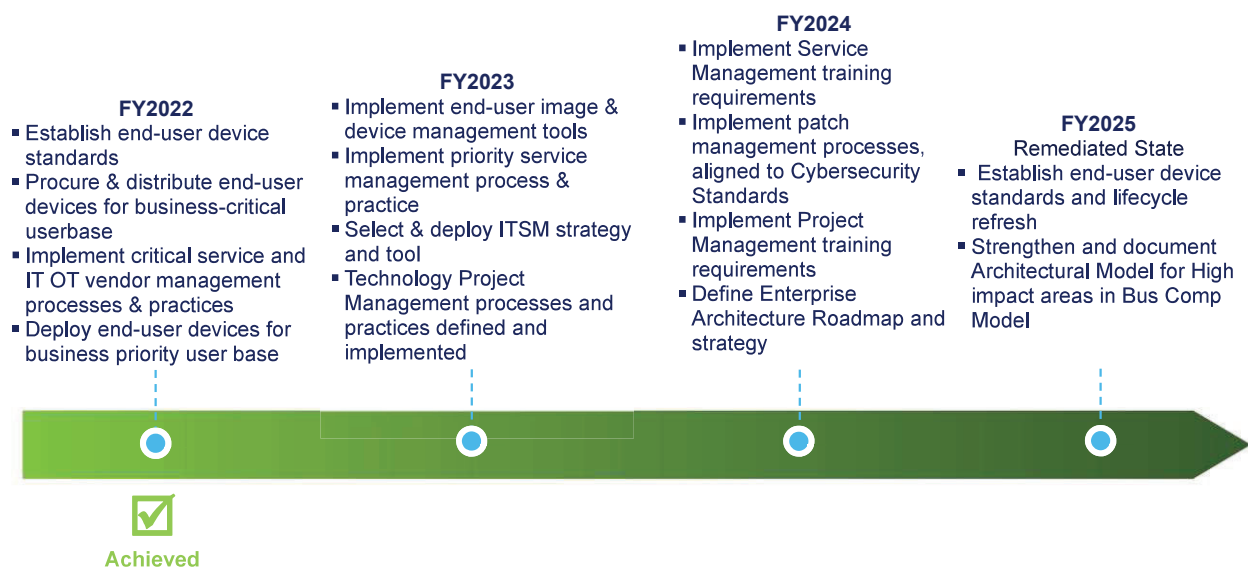 FY2022
▪ Establish end-user device
standards
▪ Procure & distribute end-user
devices for business-critical
userbase
▪ Implement critical service and
IT OT vendor management
processes & practices
▪ Deploy end-user devices for
business priority user base
FY2023
▪ Implement end-user image &
device management tools
▪ Implement priority service
management process &
practice
▪ Select & deploy ITSM strategy
and tool
▪ Technology Project
Management processes and
practices defined and
implemented
FY2024
▪ Implement Service
Management training
requirements
▪ Implement patch
management processes,
aligned to Cybersecurity
Standards
▪ Implement Project
Management training
requirements
▪ Define Enterprise
Architecture Roadmap and
strategy
FY2025
Remediated State
▪ Establish end-user device
standards and lifecycle
refresh
▪ Strengthen and document
Architectural Model for High
impact areas in Bus Comp
Model
Achieved